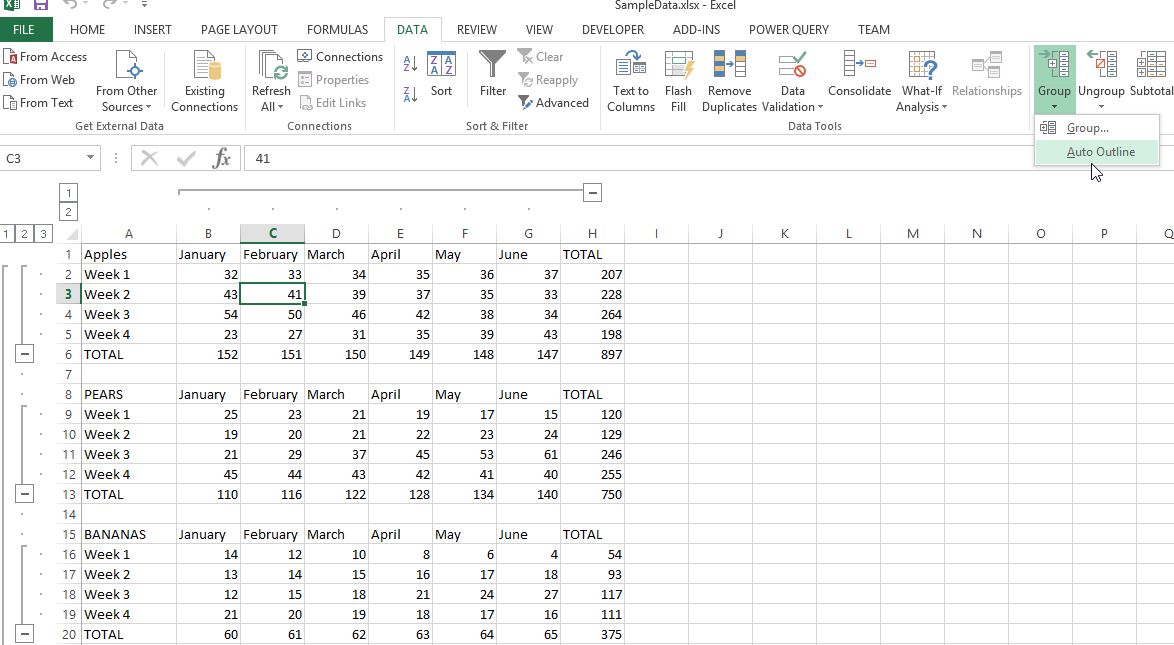 SampleData.xlsx - Excel
FILE HOME INSERT PAGE LAYOUT FORMULAS DATA REVIEW VIEW DEVELOPER ADD-INS POWER QUERY TEAM
From Access
From Web
From Text
From Other
Sources
Existing
Connections
Get External Data
Refresh
All
Connections
Properties
Edit Links
Connections
Sort
Filter
Clear
Reapply
Advanced
Sort & Filter
Text to
Columns
Flash
Fill
Remove
Duplicates
Data
Validation
Consolidate
What-If
Analysis
Relationships
Data Tools
Group
Ungroup
Subtotal
Group...
Auto Outline
C3 fx 41
1
2
1 2 3 A B C D E F G H I J K L M N O P Q
1 Apples January February March April May June TOTAL
2 Week 1 32 33 34 35 36 37 207
3 Week 2 43 41 39 37 35 33 228
4 Week 3 54 50 46 42 38 34 264
5 Week 4 23 27 31 35 39 43 198
6 TOTAL 152 151 150 149 148 147 897
7
8 PEARS January February March April May June TOTAL
9 Week 1 25 23 21 19 17 15 120
10 Week 2 19 20 21 22 23 24 129
11 Week 3 21 29 37 45 53 61 246
12 Week 4 45 44 43 42 41 40 255
13 TOTAL 110 116 122 128 134 140 750
14
15 BANANAS January February March April May June TOTAL
16 Week 1 14 12 10 8 6 4 54
17 Week 2 13 14 15 16 17 18 93
18 Week 3 12 15 18 21 24 27 117
19 Week 4 21 20 19 18 17 16 111
20 TOTAL 60 61 62 63 64 65 375